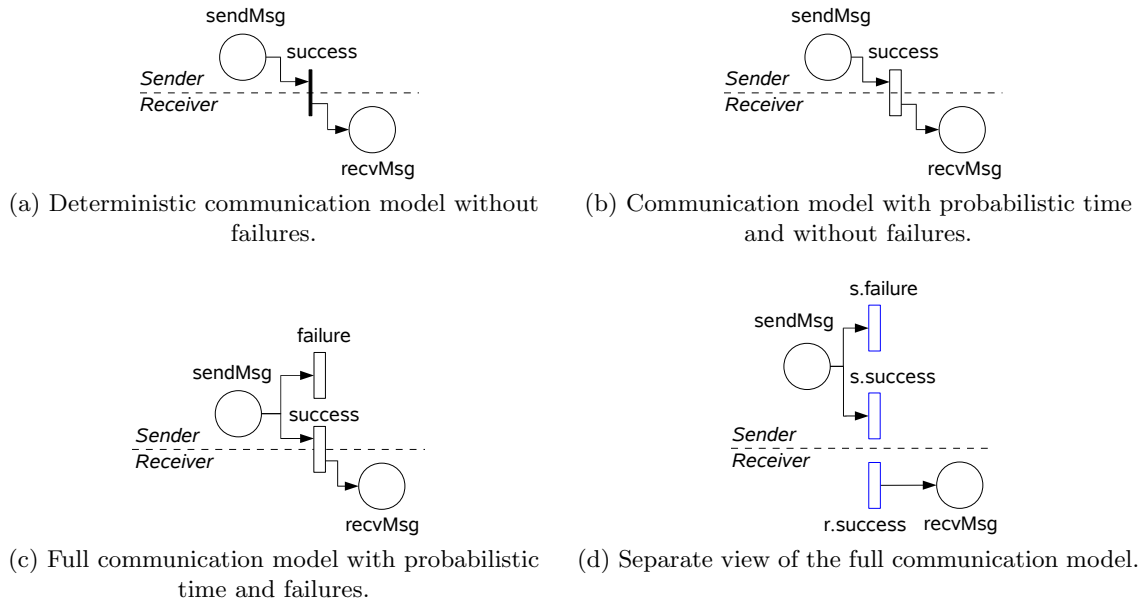 sendMsg
success
Sender
Receiver
recvMsg
(a) Deterministic communication model without
failures.
sendMsg
success
Sender
Receiver
recvMsg
(b) Communication model with probabilistic time
and without failures.
failure
sendMsg
success
Sender
Receiver
recvMsg
(c) Full communication model with probabilistic
time and failures.
s.failure
sendMsg
s.success
Sender
Receiver
r.success
recvMsg
(d) Separate view of the full communication model.